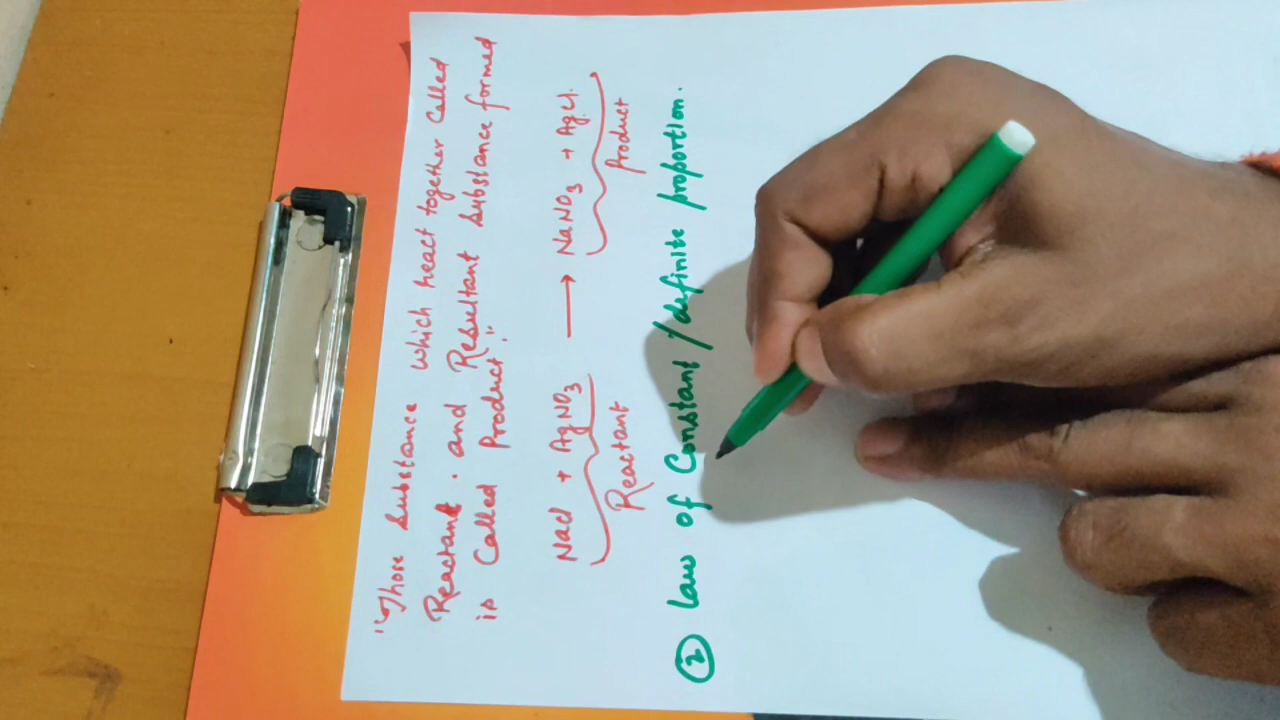 "Those Substance which react together Called
Reactant. and Resultant substance formed
is Called Product."
Nacl + AgNO3 → NaNO3 + Agcl.
Reactant Product
② Law of Constant/definite proportion.